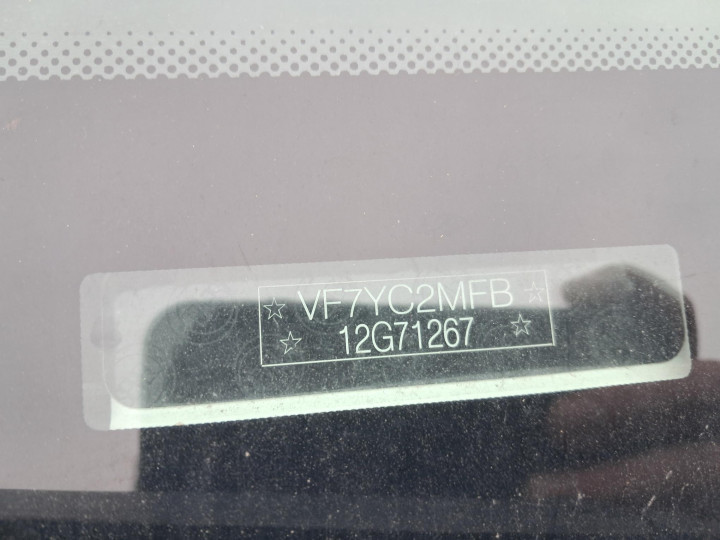 ☆ VF7YC2MFB ☆
☆ 12G71267 ☆